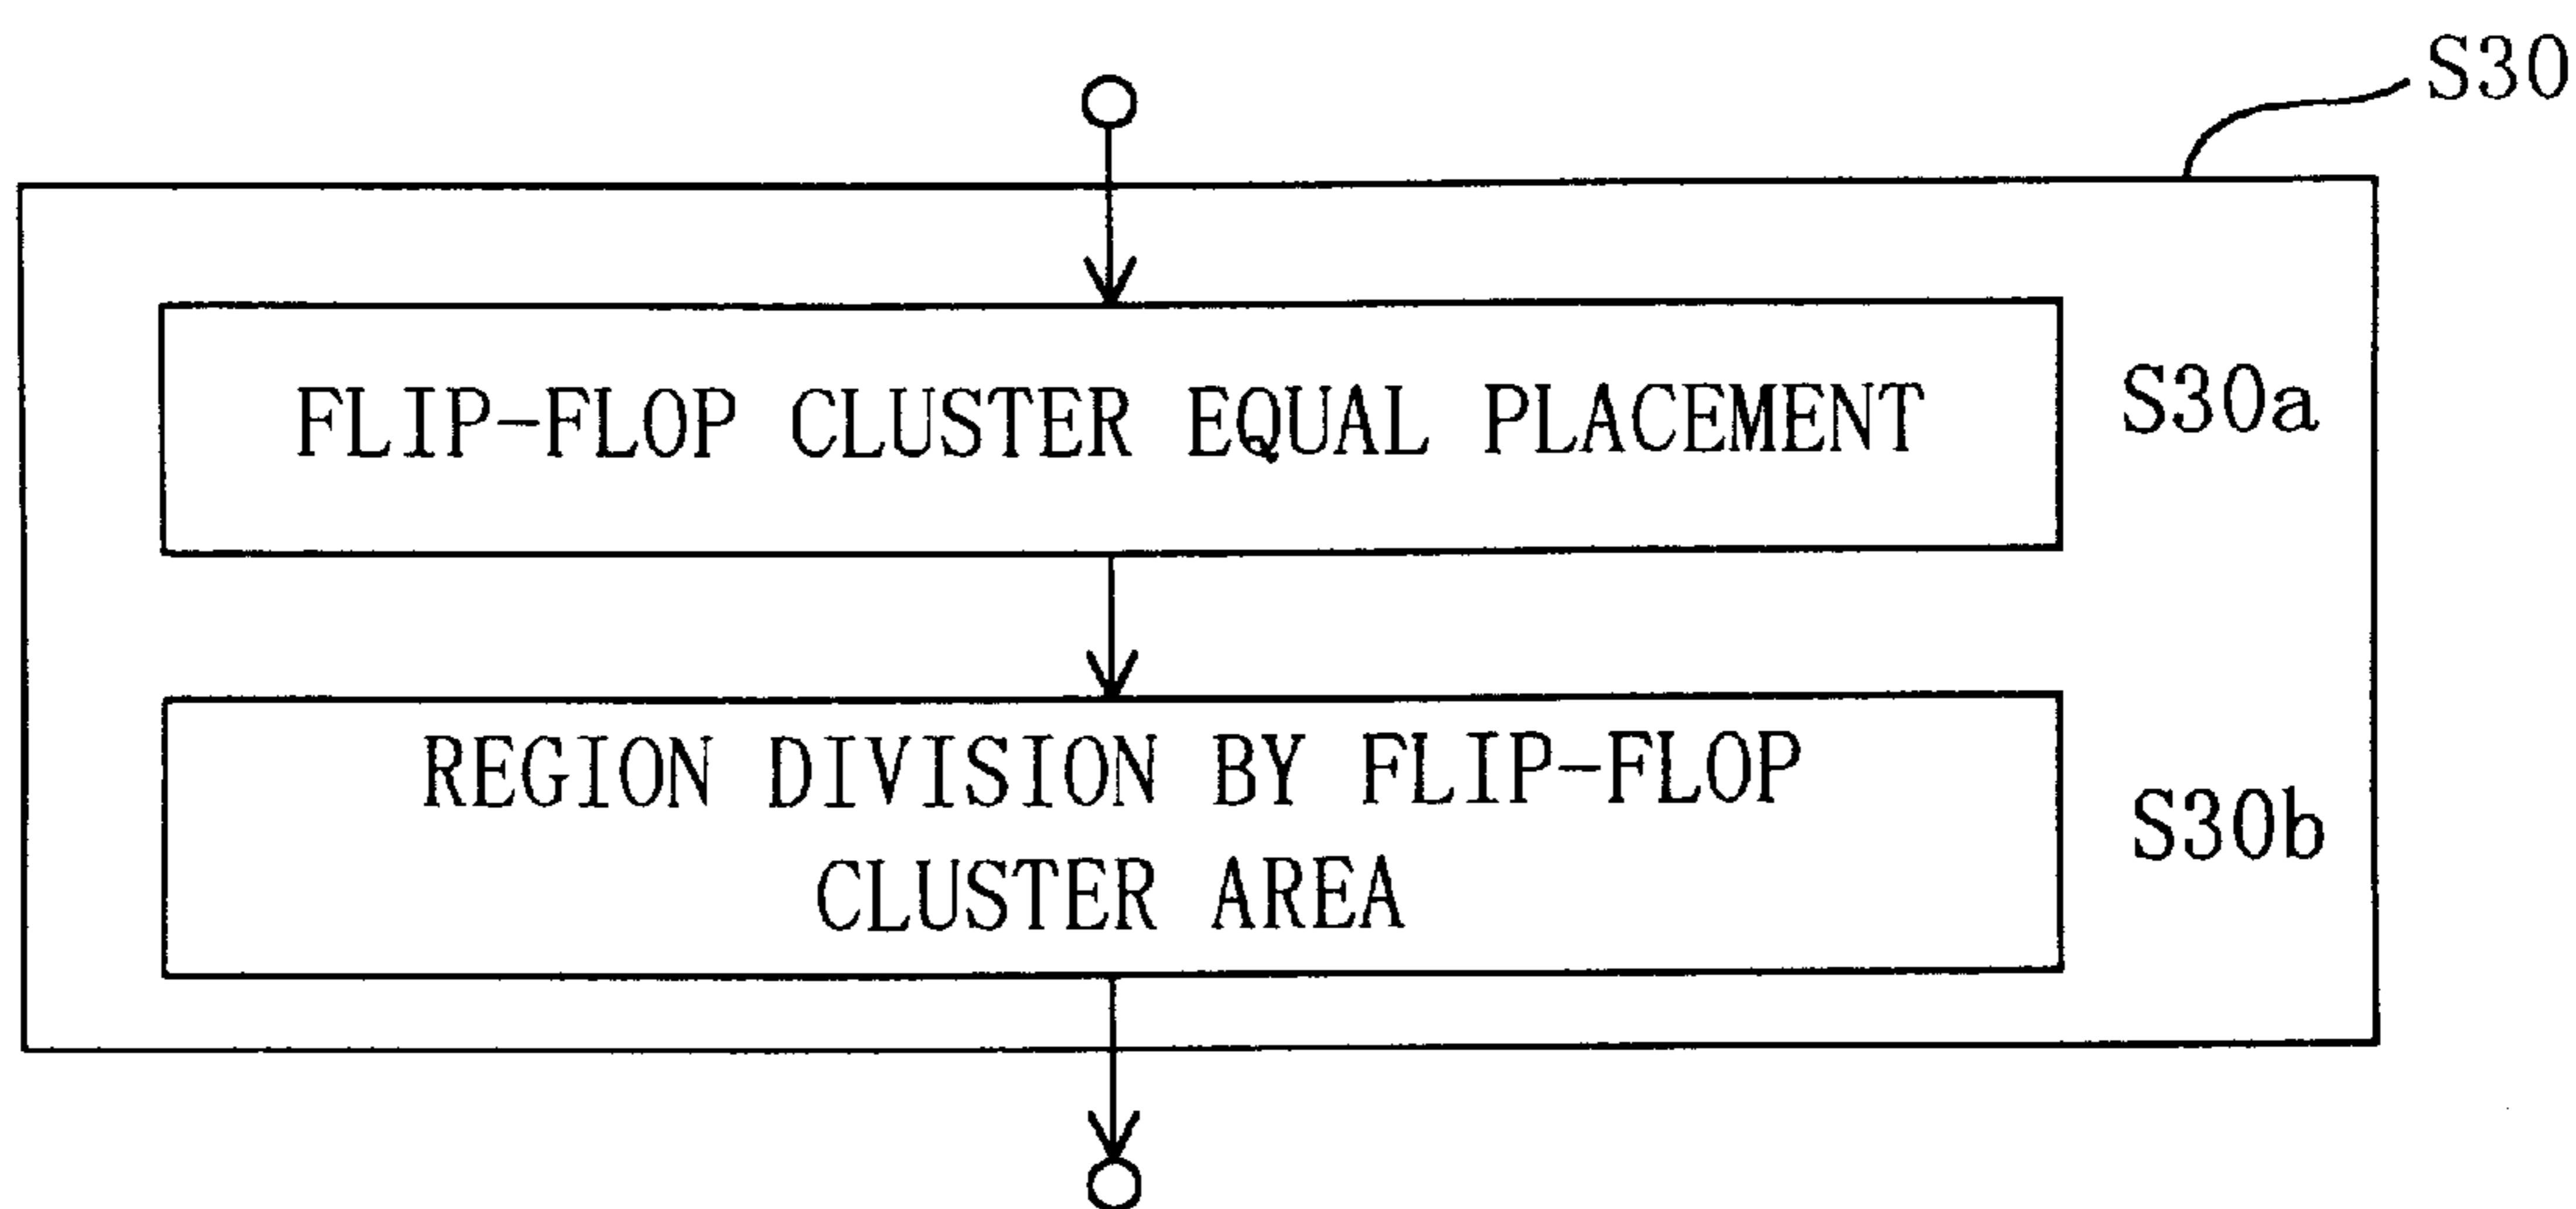 S30
FLIP-FLOP CLUSTER EQUAL PLACEMENT
S30a
REGION DIVISION BY FLIP-FLOP
CLUSTER AREA
S30b